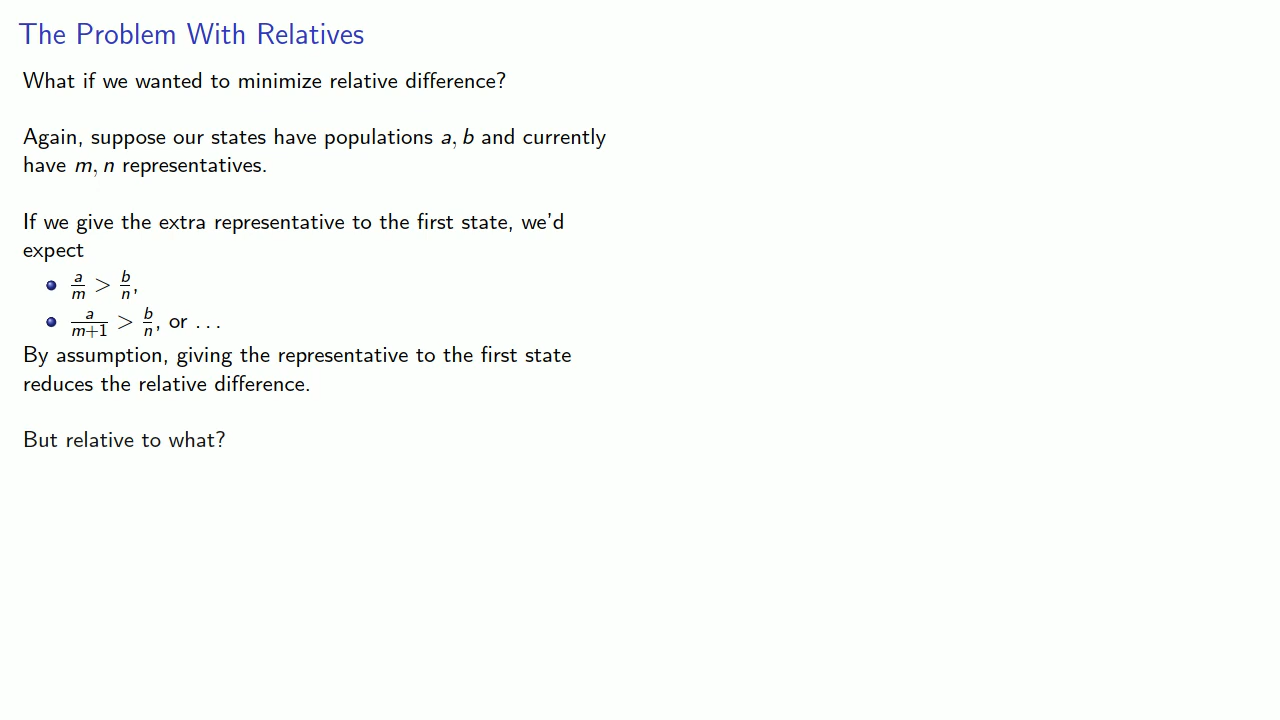 The Problem With Relatives
What if we wanted to minimize relative difference?
Again, suppose our states have populations a, b and currently
have m, n representatives.
If we give the extra representative to the first state, we'd
expect
• a/m > b/n,
• a/(m+1) > b/n, or ...
By assumption, giving the representative to the first state
reduces the relative difference.
But relative to what?